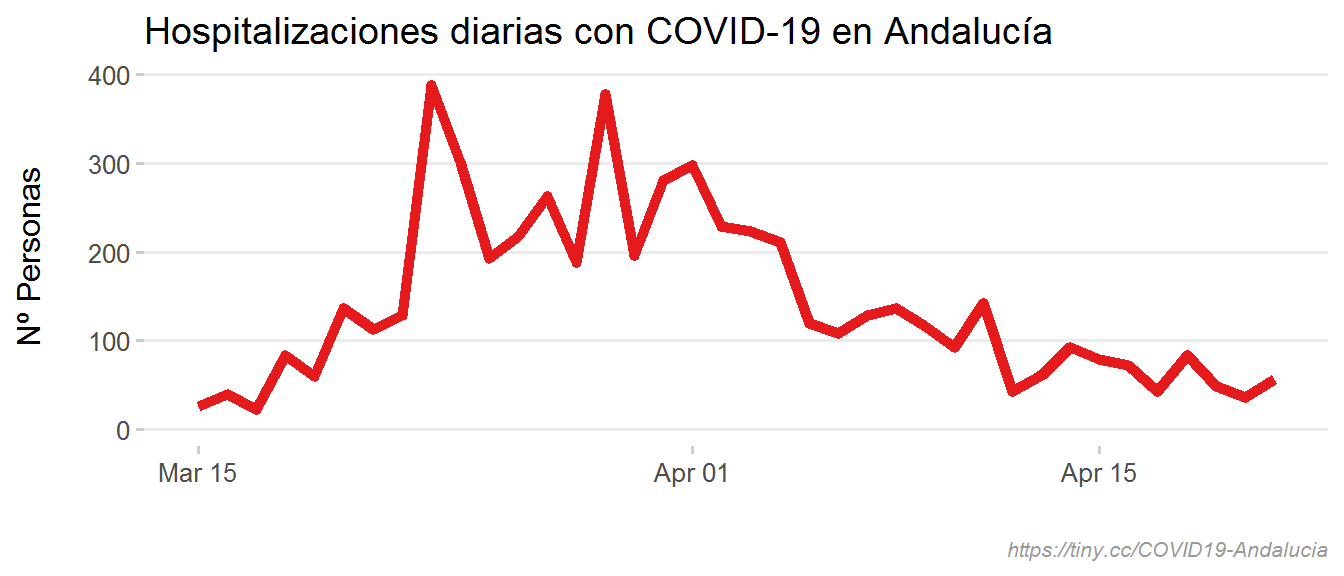 Hospitalizaciones diarias con COVID-19 en Andalucía
Nº Personas
400
300
200
100
0
Mar 15
Apr 01
Apr 15
https://tiny.cc/COVID19-Andalucia